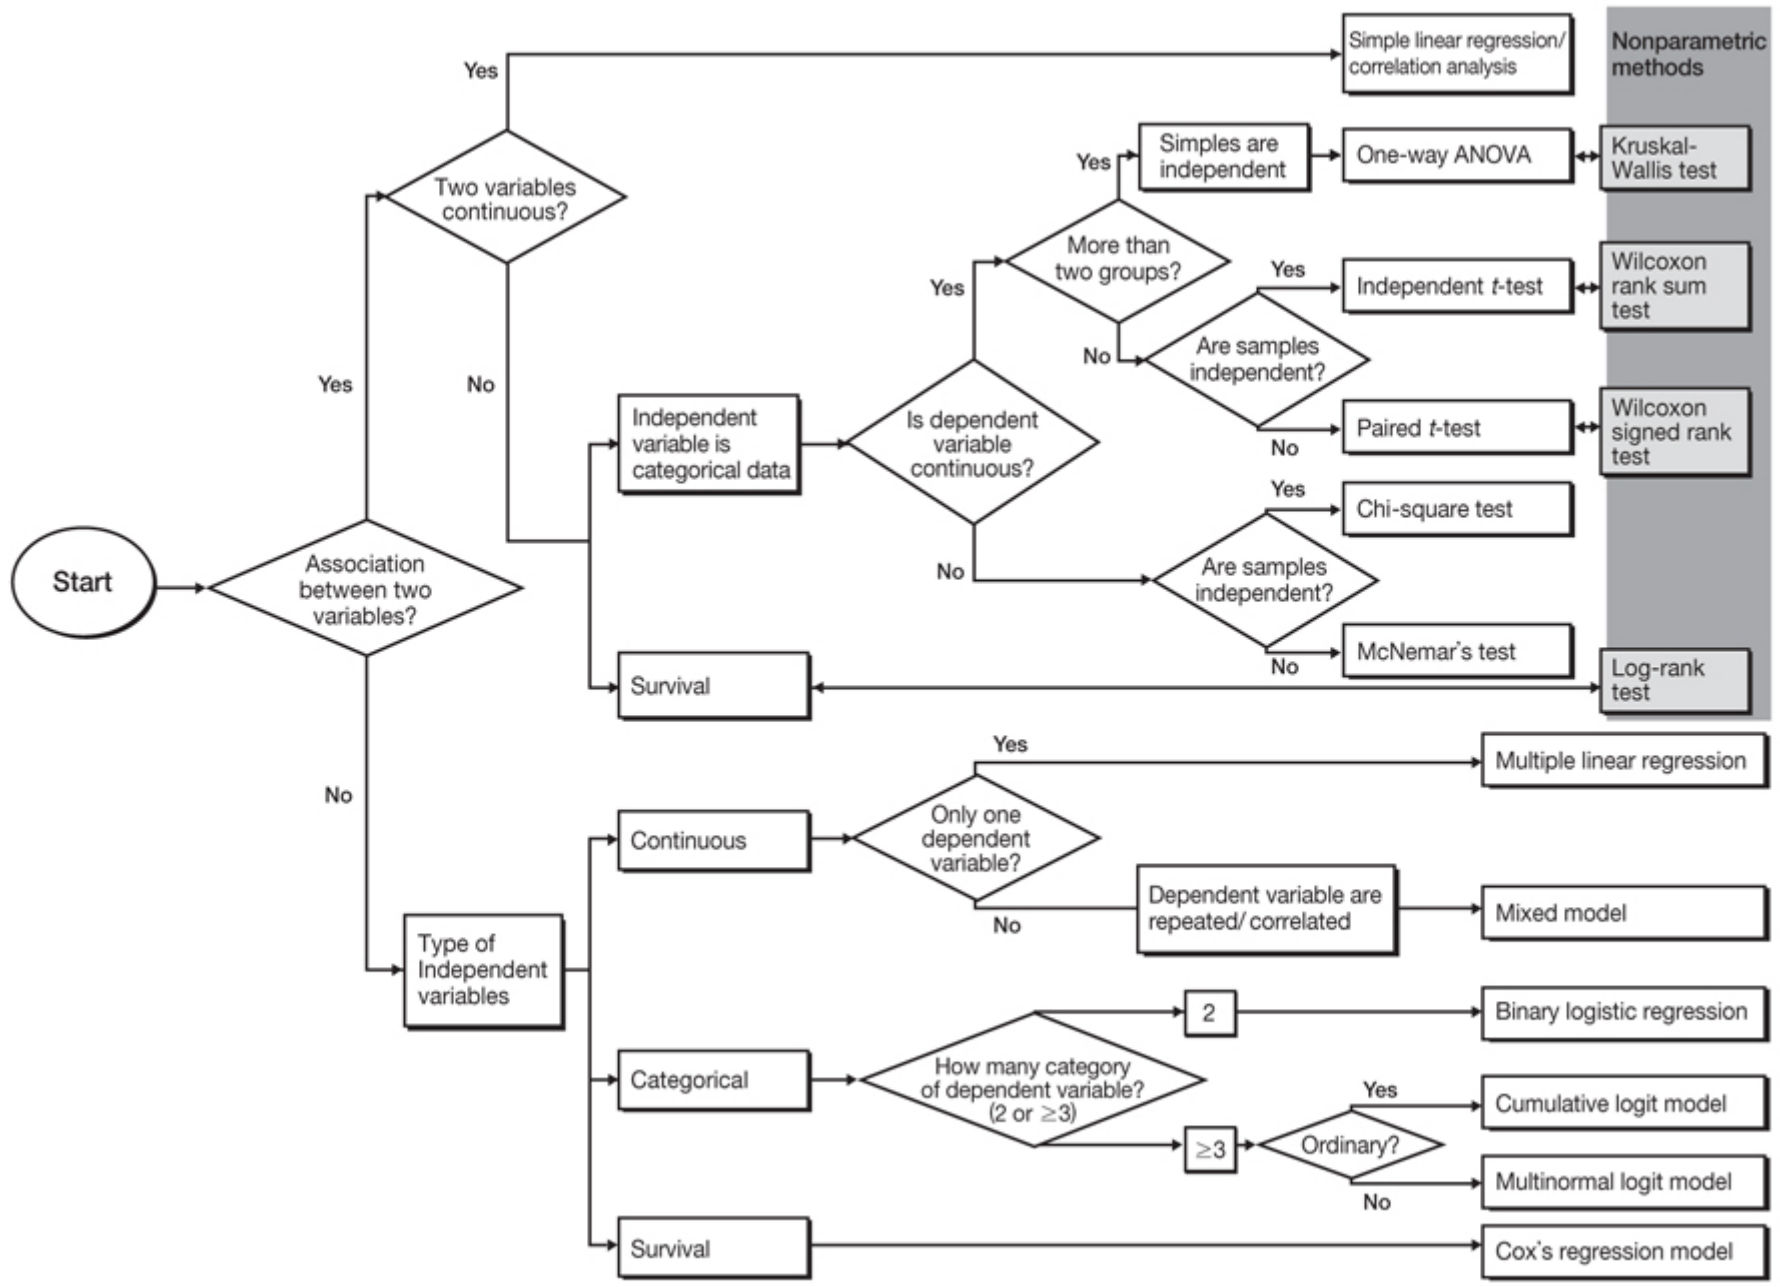 Start
Association
between two
variables?
Yes
No
Two variables
continuous?
Yes
No
Simple linear regression/
correlation analysis
Nonparametric
methods
Independent
variable is
categorical data
Is dependent
variable
continuous?
Yes
No
More than
two groups?
Yes
No
Simples are
independent
One-way ANOVA
Kruskal-
Wallis test
Are samples
independent?
Yes
No
Independent t-test
Wilcoxon
rank sum
test
Paired t-test
Wilcoxon
signed rank
test
Are samples
independent?
Yes
No
Chi-square test
McNemar's test
Survival
Log-rank
test
Type of
Independent
variables
Continuous
Only one
dependent
variable?
Yes
No
Multiple linear regression
Dependent variable are
repeated/ correlated
Mixed model
Categorical
How many category
of dependent variable?
(2 or ≥3)
2
Binary logistic regression
≥3
Ordinary?
Yes
No
Cumulative logit model
Multinormal logit model
Survival
Cox's regression model